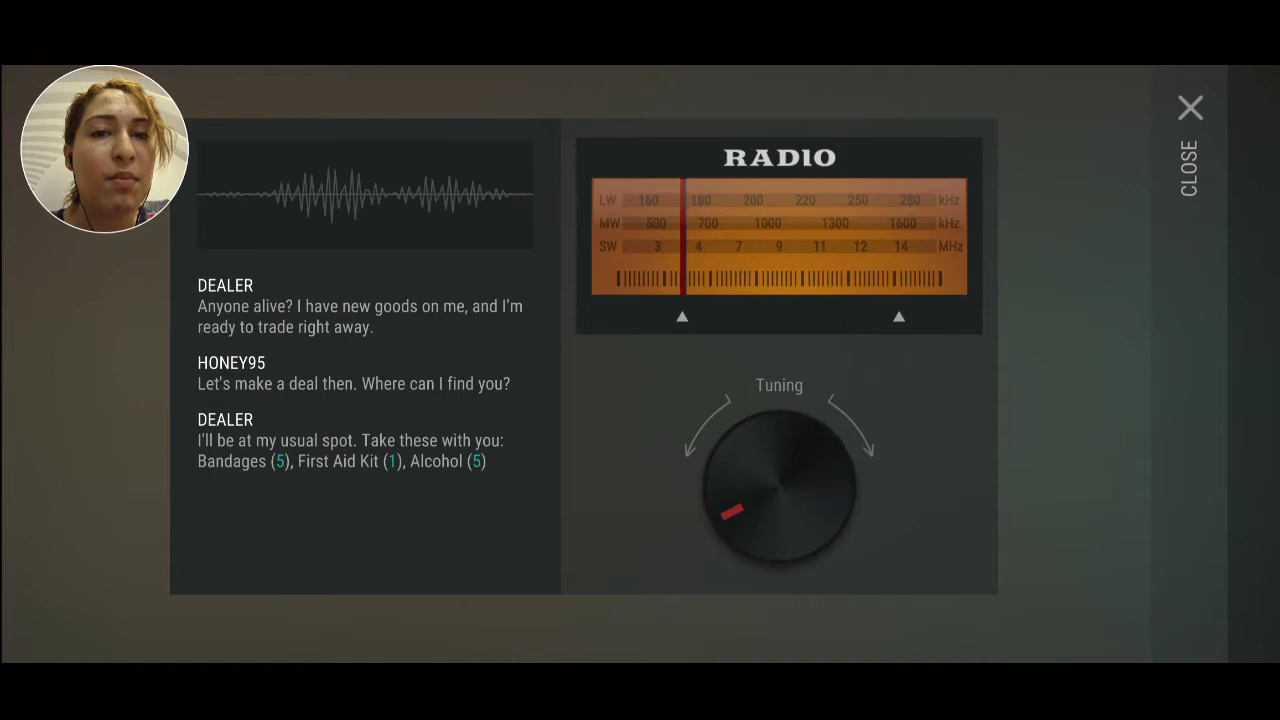 DEALER
Anyone alive? I have new goods on me, and I'm
ready to trade right away.
HONEY95
Let's make a deal then. Where can I find you?
DEALER
I'll be at my usual spot. Take these with you:
Bandages (5), First Aid Kit (1), Alcohol (5)
RADIO
LW 160 180 200 220 250 280 kHz
MW 500 700 1000 1300 1600 kHz
SW 3 4 7 9 11 12 14 MHz
Tuning
CLOSE